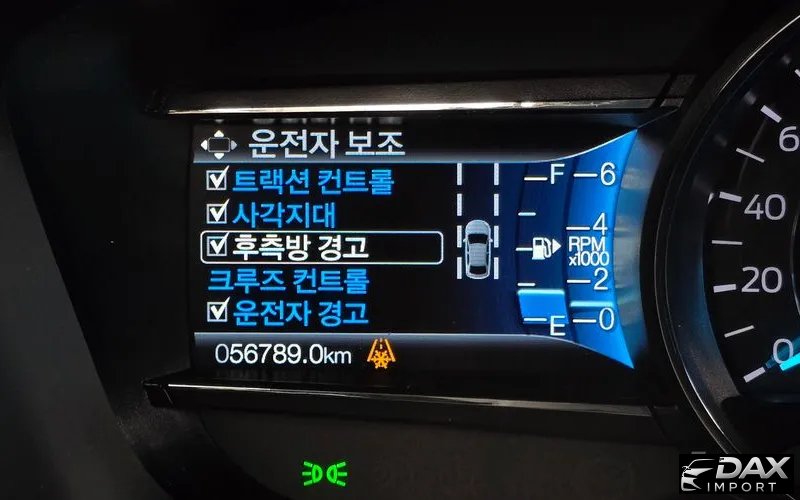 운전자 보조
트랙션 컨트롤
사각지대
후측방 경고
크루즈 컨트롤
운전자 경고
056789.0km
F
E
6
4
RPM
x1000
2
0
6
40
20
0
DAX
IMPORT